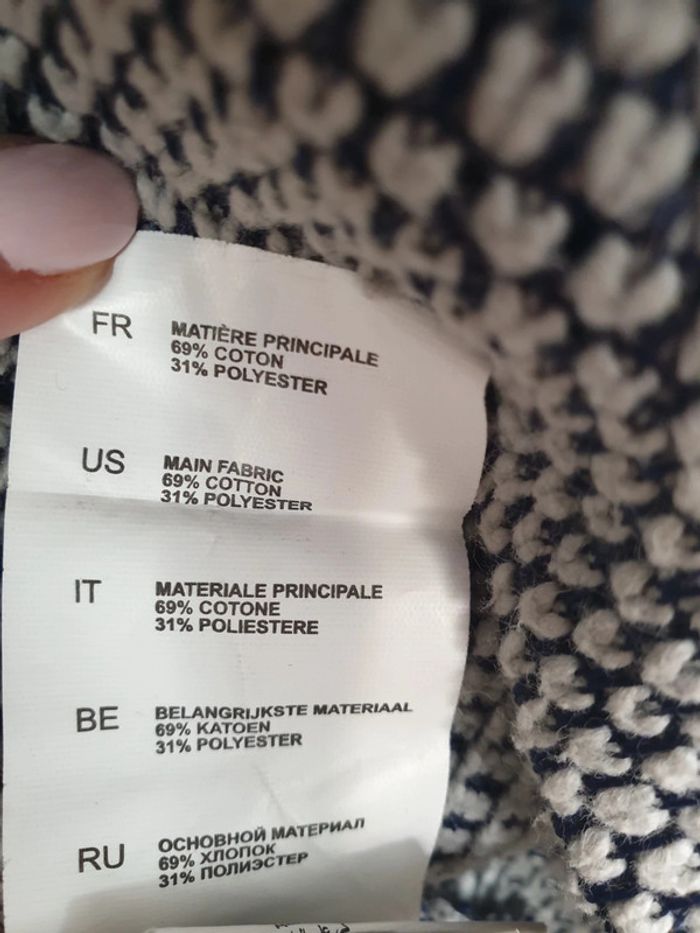 FR MATIÈRE PRINCIPALE
69% COTON
31% POLYESTER
US MAIN FABRIC
69% COTTON
31% POLYESTER
IT MATERIALE PRINCIPALE
69% COTONE
31% POLIESTERE
BE BELANGRIJKSTE MATERIAAL
69% KATOEN
31% POLYESTER
RU ОСНОВНОЙ МАТЕРИАЛ
69% ХЛОПОК
31% ПОЛИЭСТЕР